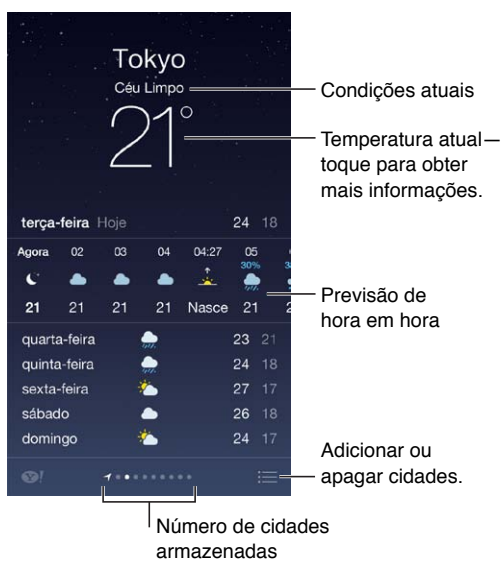 Tokyo
Céu Limpo
21°
Condições atuais
Temperatura atual—
toque para obter
mais informações.
terça-feira Hoje 24 18
Agora 02 03 04 04:27 05
30%
21 21 21 21 Nasce 21 2
Previsão de
hora em hora
quarta-feira 23 21
quinta-feira 24 18
sexta-feira 27 17
sábado 26 18
domingo 24 17
Adicionar ou
apagar cidades.
Y!
Número de cidades
armazenadas